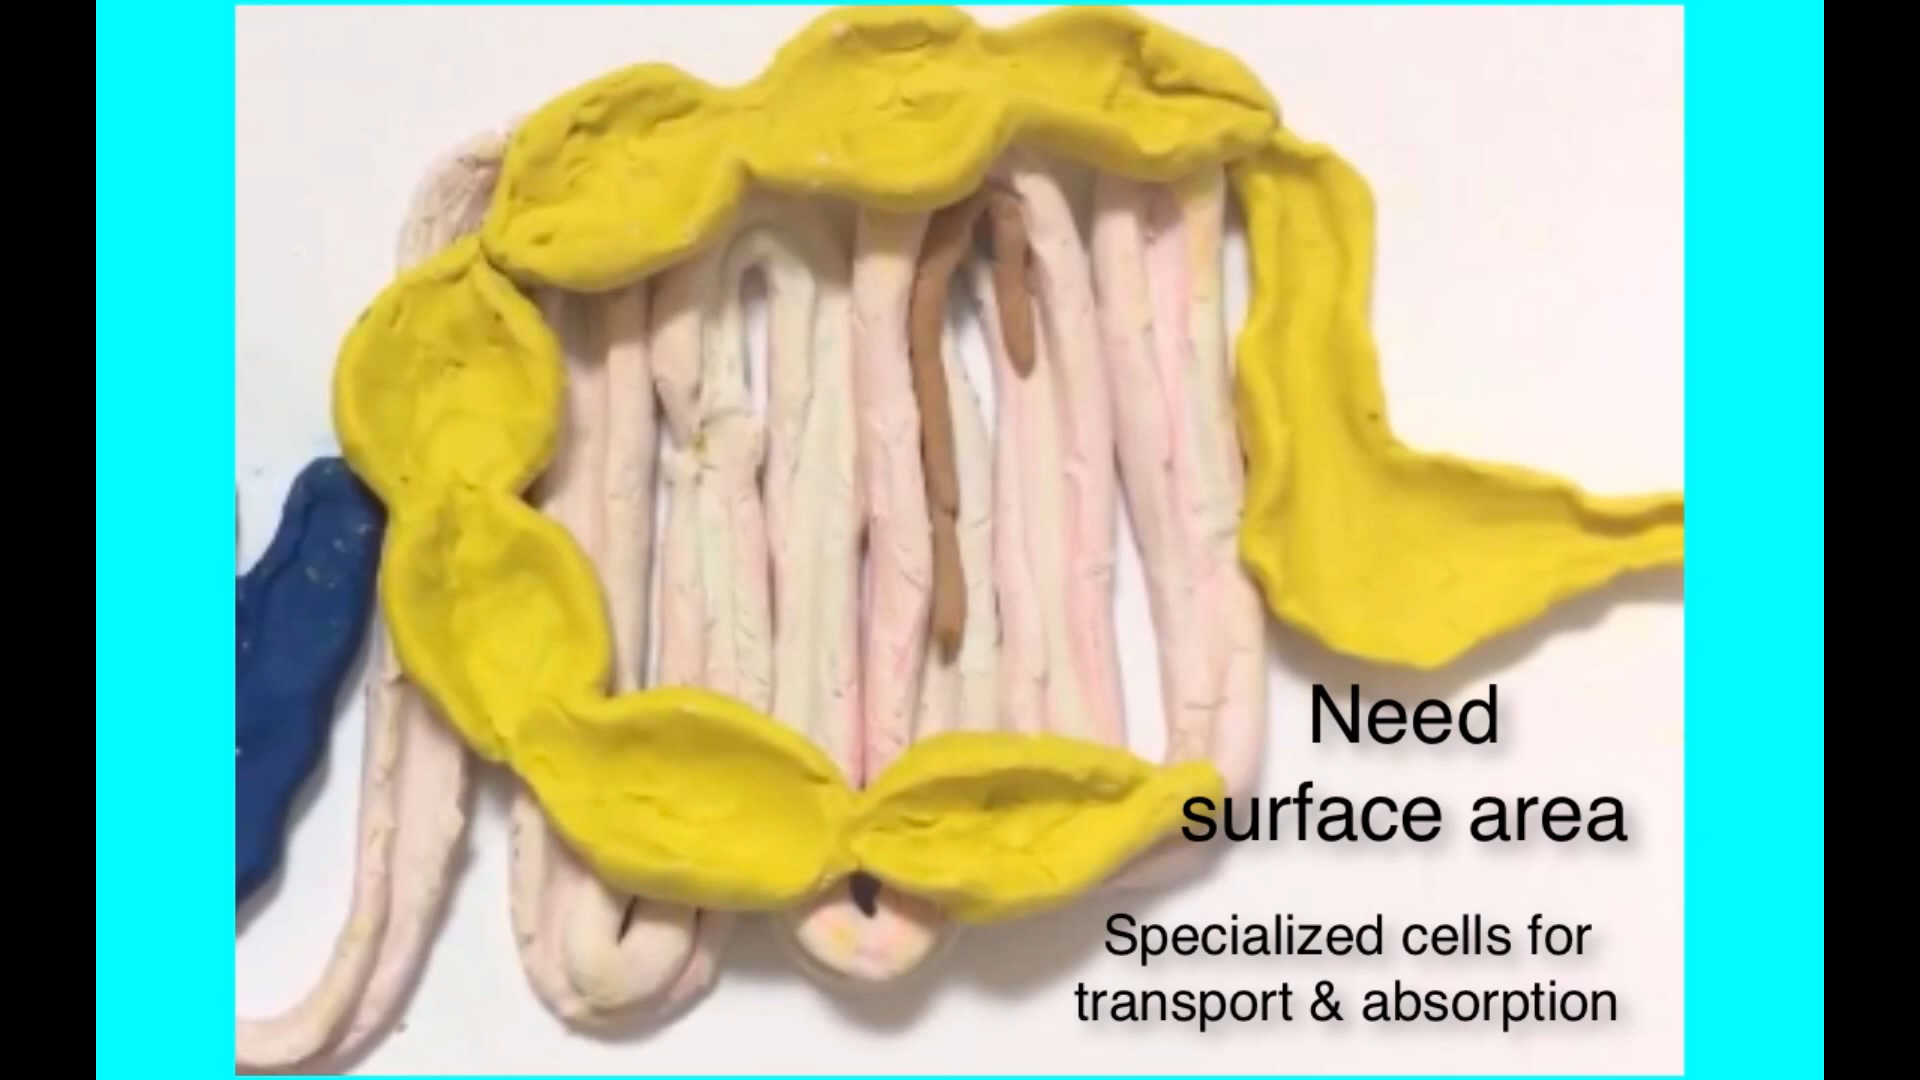 Need
surface area
Specialized cells for
transport & absorption